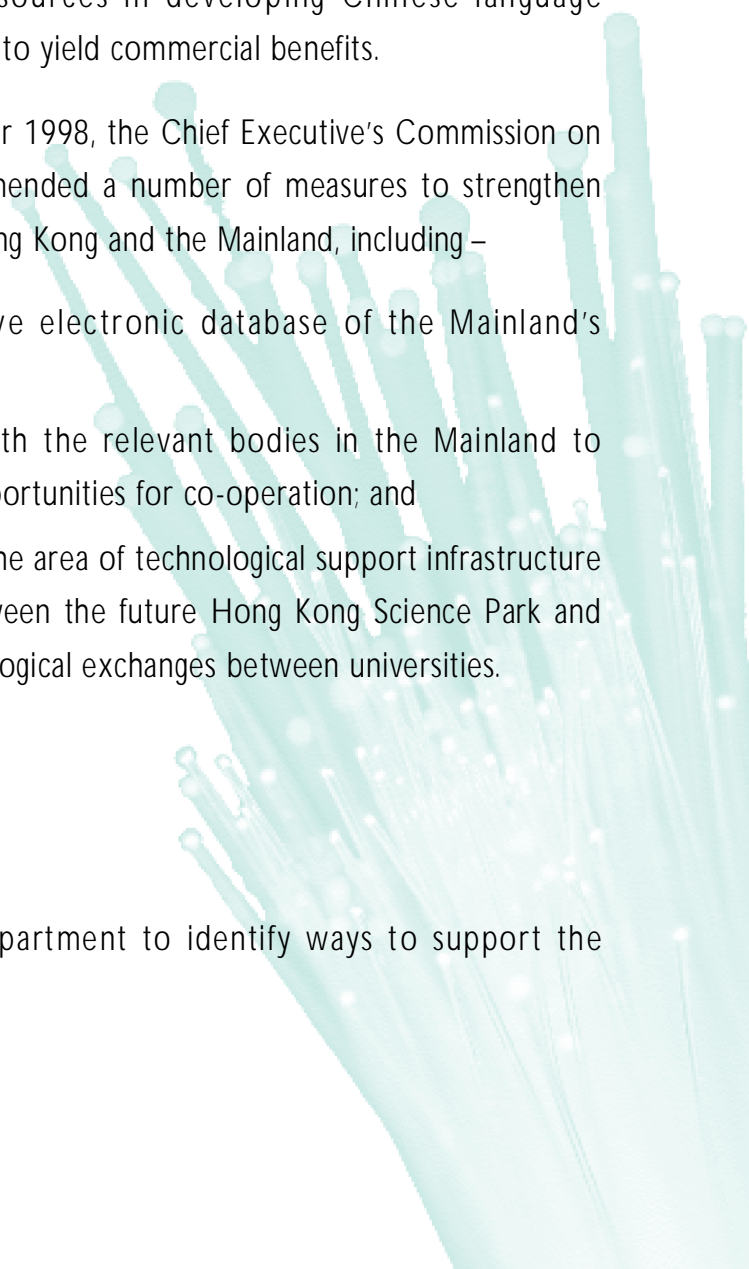 sources in developing Chinese language
to yield commercial benefits.
r 1998, the Chief Executive's Commission on
mended a number of measures to strengthen
ng Kong and the Mainland, including –
ve electronic database of the Mainland's
th the relevant bodies in the Mainland to
portunities for co-operation; and
he area of technological support infrastructure
ween the future Hong Kong Science Park and
logical exchanges between universities.
partment to identify ways to support the